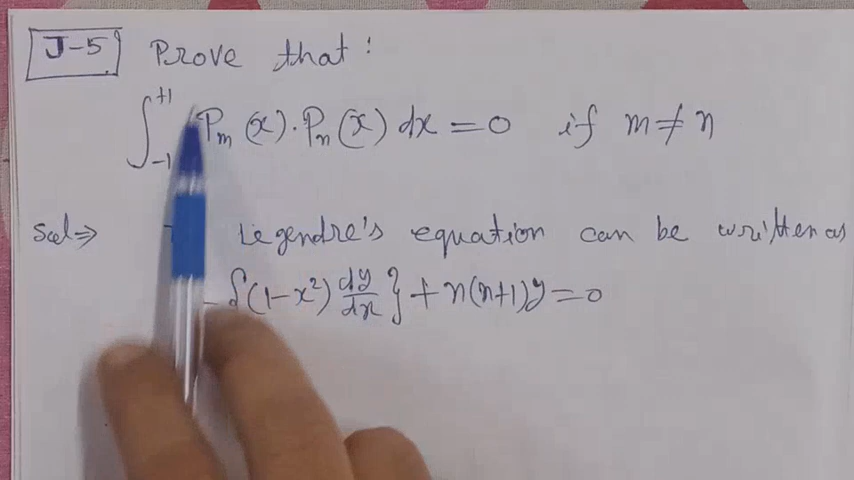 J-5 Prove that :
∫₋₁⁺¹ Pₘ(x)·Pₙ(x) dx = 0 if m ≠ n
Sol⇒ Legendre's equation can be written as
{(1-x²) dy/dx} + n(n+1)y = 0